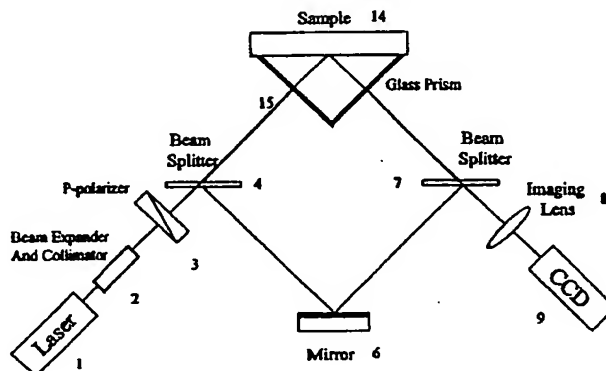 Sample 14
Glass Prism
15
Beam
Splitter
4
Beam
Splitter
7
P-polarizer
3
Imaging
Lens
8
Beam Expander
And Collimator
2
CCD
9
Laser
1
Mirror 6